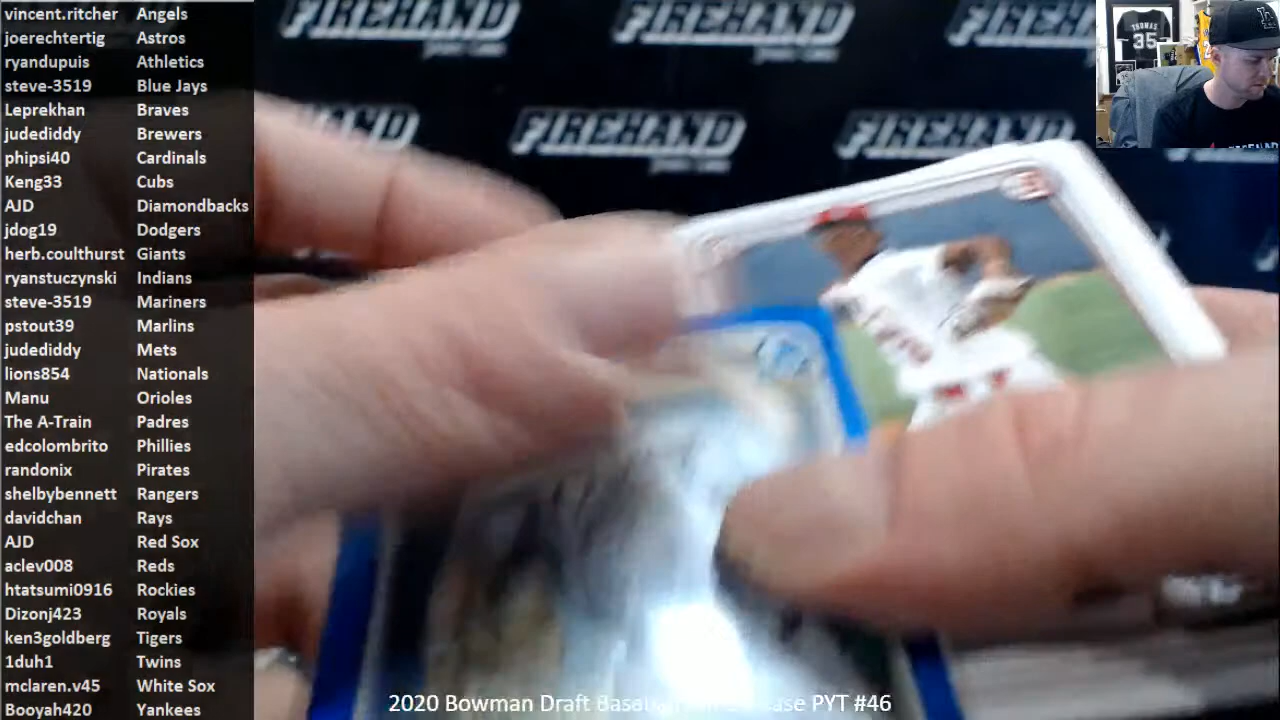 vincent.ritcher Angels
joerechtertig Astros
ryandupuis Athletics
steve-3519 Blue Jays
Leprekhan Braves
judediddy Brewers
phipsi40 Cardinals
Keng33 Cubs
AJD Diamondbacks
jdog19 Dodgers
herb.coulthurst Giants
ryanstuczynski Indians
steve-3519 Mariners
pstout39 Marlins
judediddy Mets
lions854 Nationals
Manu Orioles
The A-Train Padres
edcolombrito Phillies
randonix Pirates
shelbybennett Rangers
davidchan Rays
AJD Red Sox
aclev008 Reds
htatsumi0916 Rockies
Dizonj423 Royals
ken3goldberg Tigers
1duh1 Twins
mclaren.v45 White Sox
Booyah420 Yankees
FIREHAND
FIREHAND
FIREHAND
FIREHAND
FIREHAND
THOMAS
35
2020 Bowman Draft PYT #46